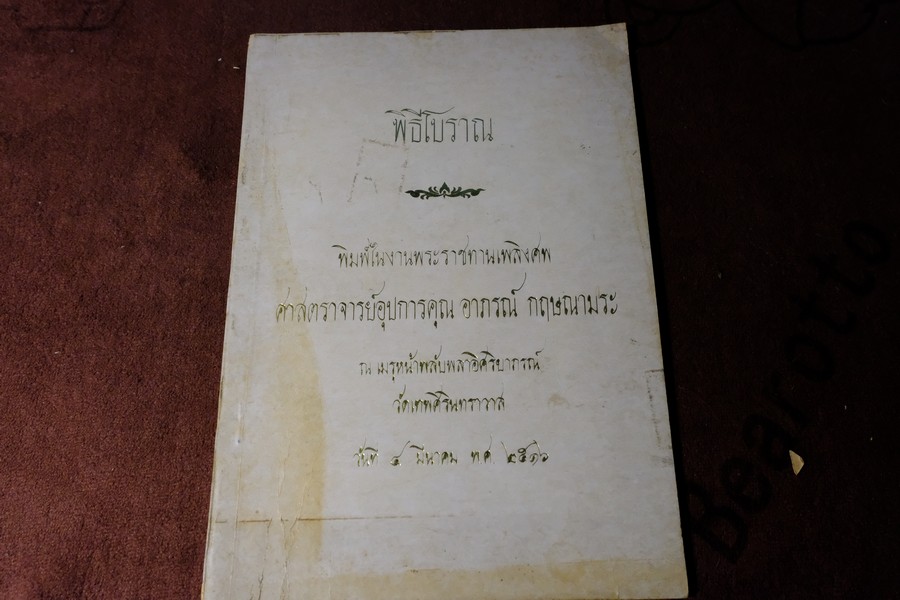 พิธีโบราณ
พิมพ์ในงานพระราชทานเพลิงศพ
ศาสตราจารย์อุปการคุณ อาภรณ์ กฤษณามระ
ณ เมรุหน้าพลับพลาอิศริยาภรณ์
วัดเทพศิรินทราวาส
วันที่ ๔ มีนาคม พ.ศ. ๒๕๑๖
Bearotto